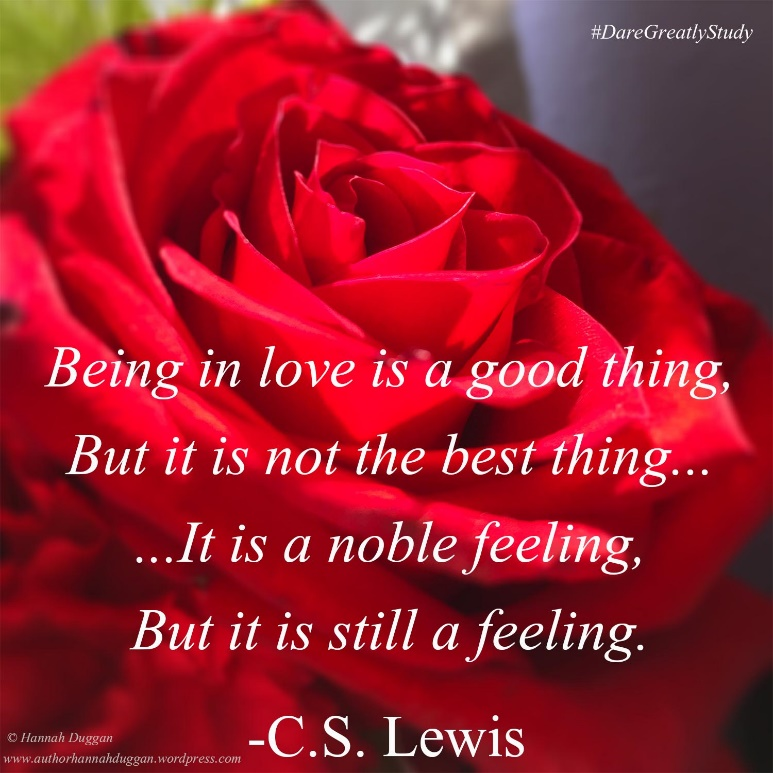 #DareGreatlyStudy
Being in love is a good thing,
But it is not the best thing...
...It is a noble feeling,
But it is still a feeling.
-C.S. Lewis
© Hannah Duggan
www.authorhannahduggan.wordpress.com